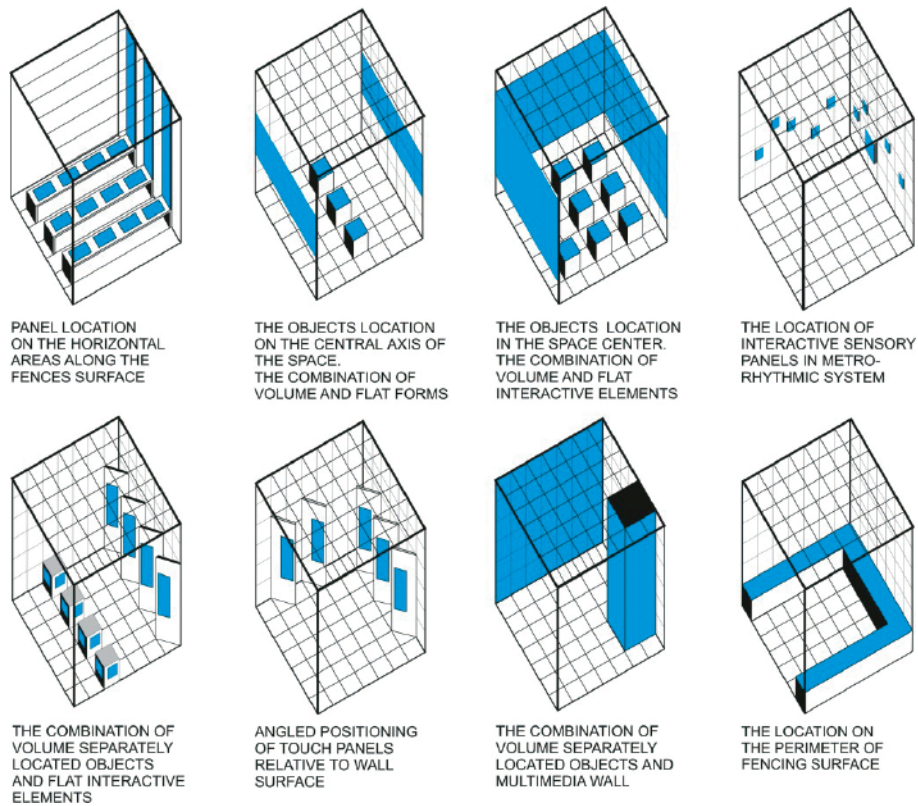 PANEL LOCATION
ON THE HORIZONTAL
AREAS ALONG THE
FENCES SURFACE
THE OBJECTS LOCATION
ON THE CENTRAL AXIS OF
THE SPACE.
THE COMBINATION OF
VOLUME AND FLAT FORMS
THE OBJECTS LOCATION
IN THE SPACE CENTER.
THE COMBINATION OF
VOLUME AND FLAT
INTERACTIVE ELEMENTS
THE LOCATION OF
INTERACTIVE SENSORY
PANELS IN METRO-
RHYTHMIC SYSTEM
THE COMBINATION OF
VOLUME SEPARATELY
LOCATED OBJECTS
AND FLAT INTERACTIVE
ELEMENTS
ANGLED POSITIONING
OF TOUCH PANELS
RELATIVE TO WALL
SURFACE
THE COMBINATION OF
VOLUME SEPARATELY
LOCATED OBJECTS AND
MULTIMEDIA WALL
THE LOCATION ON
THE PERIMETER OF
FENCING SURFACE